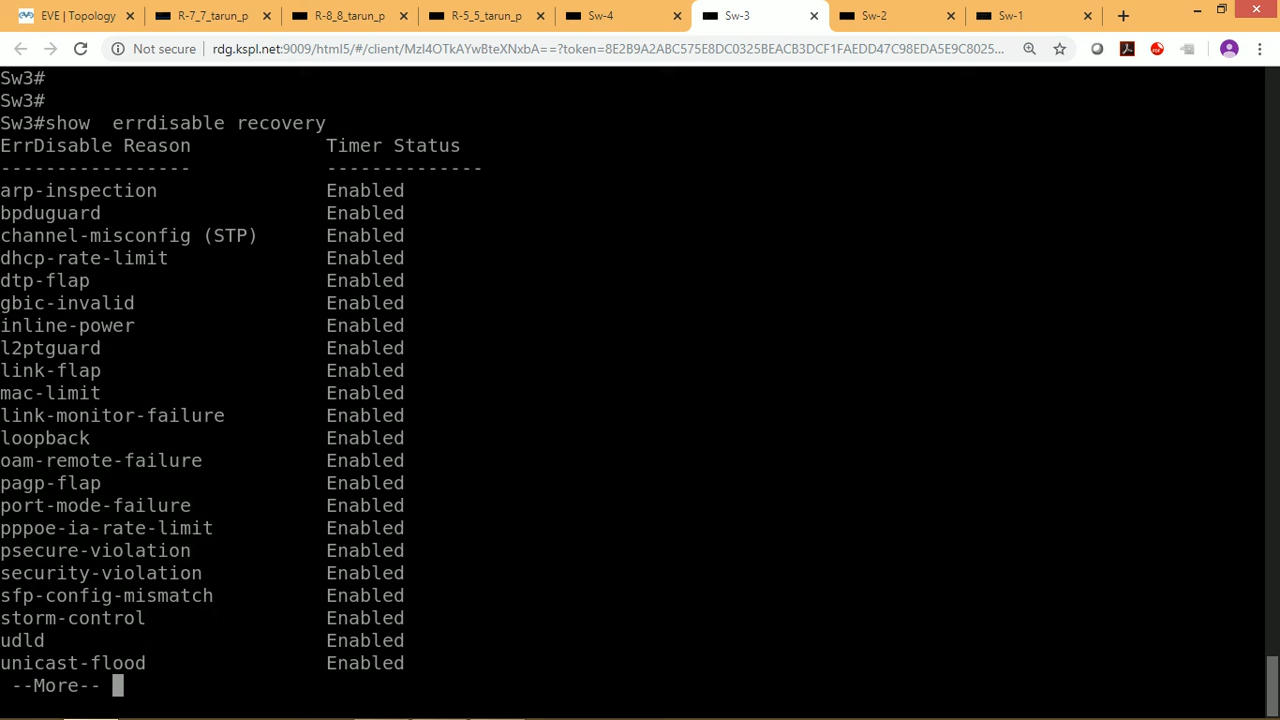 EVE | Topology
R-7_7_tarun_p
R-8_8_tarun_p
R-5_5_tarun_p
Sw-4
Sw-3
Sw-2
Sw-1
Not secure
rdg.kspl.net:9009/html5/#/client/MzI4OTkAYwBteXNxbA==?token=8E2B9A2ABC575E8DC0325BEACB3DCF1FAEDD47C98EDA5E9C8025...
Sw3#
Sw3#
Sw3#show  errdisable recovery
ErrDisable Reason            Timer Status
-----------------            --------------
arp-inspection               Enabled
bpduguard                    Enabled
channel-misconfig (STP)      Enabled
dhcp-rate-limit              Enabled
dtp-flap                     Enabled
gbic-invalid                 Enabled
inline-power                 Enabled
l2ptguard                    Enabled
link-flap                    Enabled
mac-limit                    Enabled
link-monitor-failure         Enabled
loopback                     Enabled
oam-remote-failure           Enabled
pagp-flap                    Enabled
port-mode-failure            Enabled
pppoe-ia-rate-limit          Enabled
psecure-violation            Enabled
security-violation           Enabled
sfp-config-mismatch          Enabled
storm-control                Enabled
udld                         Enabled
unicast-flood                Enabled
--More--